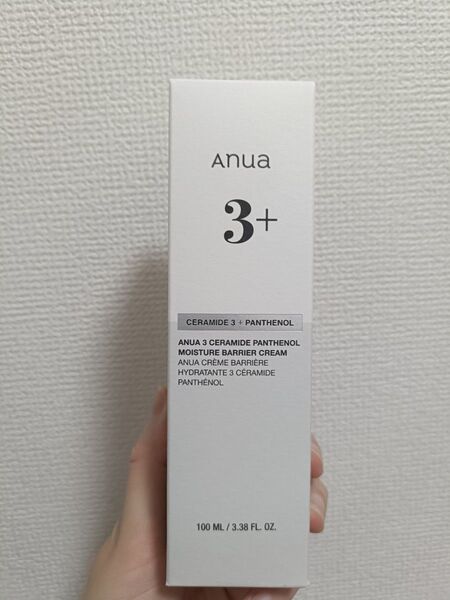 Anua
3+
CERAMIDE 3 + PANTHENOL
ANUA 3 CERAMIDE PANTHENOL
MOISTURE BARRIER CREAM
ANUA CRÈME BARRIÈRE
HYDRATANTE 3 CÉRAMIDE
PANTHÉNOL
100 ML / 3.38 FL. OZ.